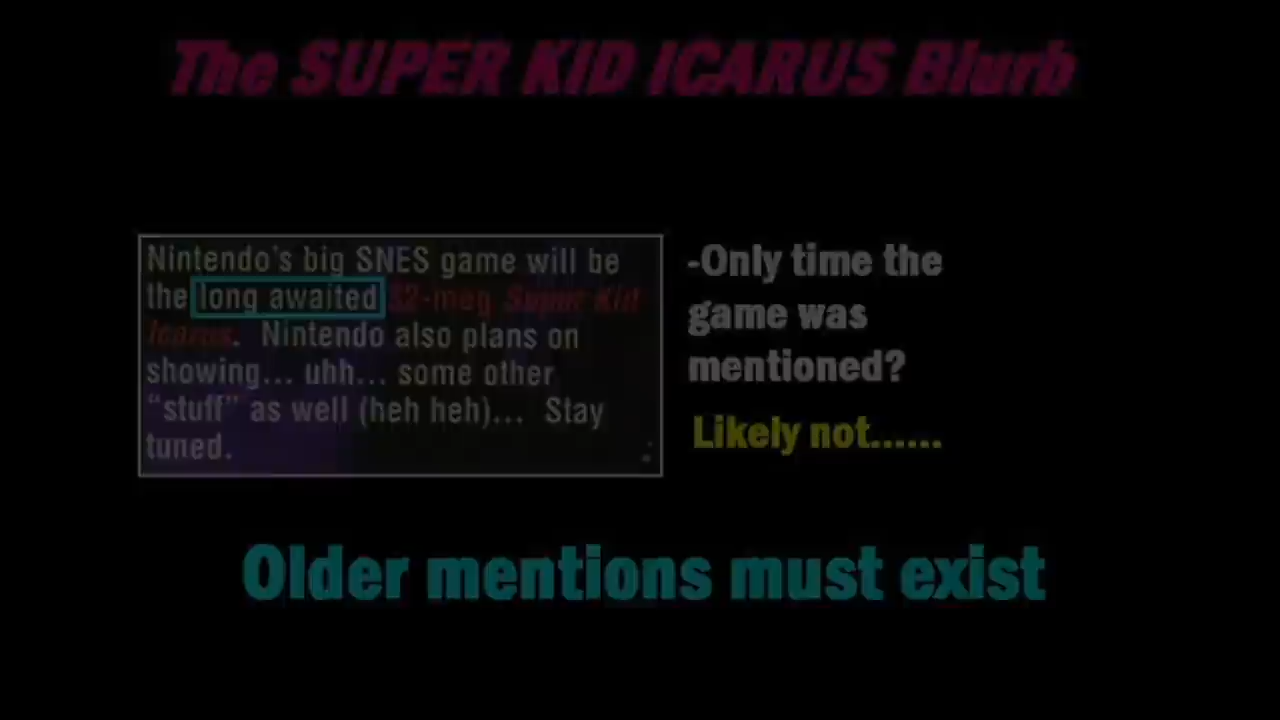 The SUPER KID ICARUS Blurb
Nintendo's big SNES game will be
the long awaited 32-meg Super Kid
Icarus. Nintendo also plans on
showing... uhh... some other
“stuff” as well (heh heh)... Stay
tuned.
-Only time the
game was
mentioned?
Likely not......
Older mentions must exist